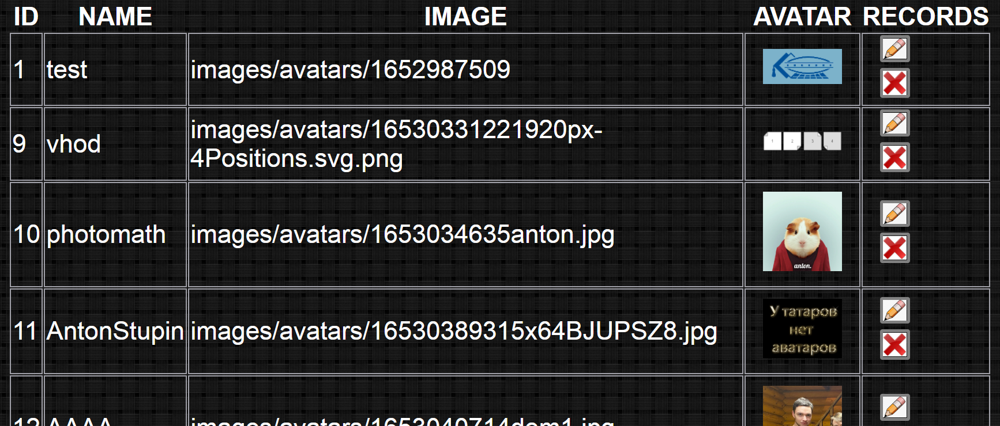 ID NAME IMAGE AVATAR RECORDS
1 test images/avatars/1652987509
9 vhod images/avatars/16530331221920px-
4Positions.svg.png
1 2 3 4
10 photomath images/avatars/1653034635anton.jpg
anton.
11 AntonStupin images/avatars/16530389315x64BJUPSZ8.jpg
У татаров
нет
аватаров
12 AAAA images/avatars/1653040714dom1.jpg